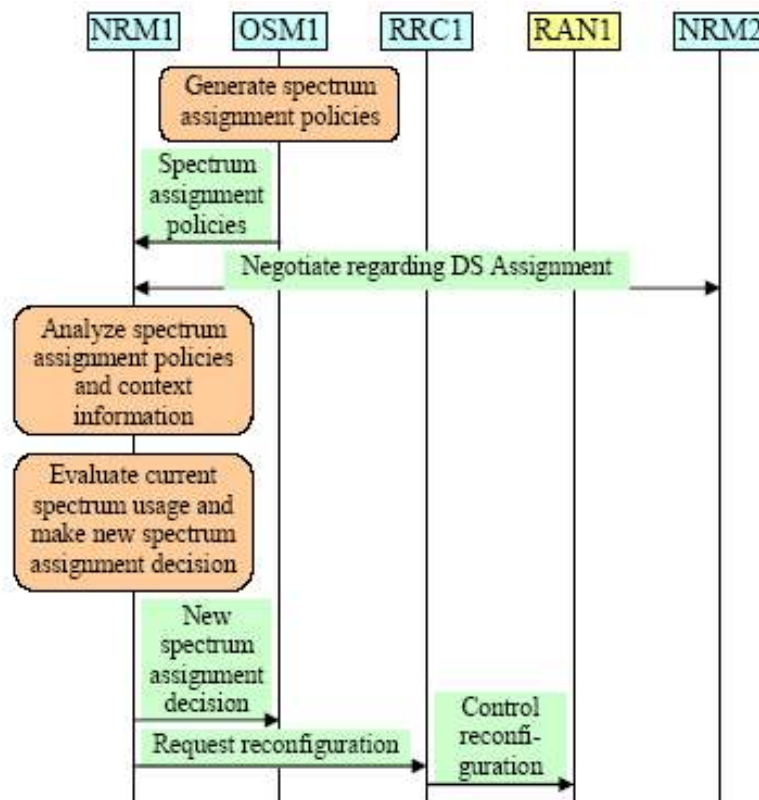 NRM1
OSM1
RRC1
RAN1
NRM2
Generate spectrum
assignment policies
Spectrum
assignment
policies
Negotiate regarding DS Assignment
Analyze spectrum
assignment policies
and context
information
Evaluate current
spectrum usage and
make new spectrum
assignment decision
New
spectrum
assignment
decision
Request reconfiguration
Control
reconfi-
guration